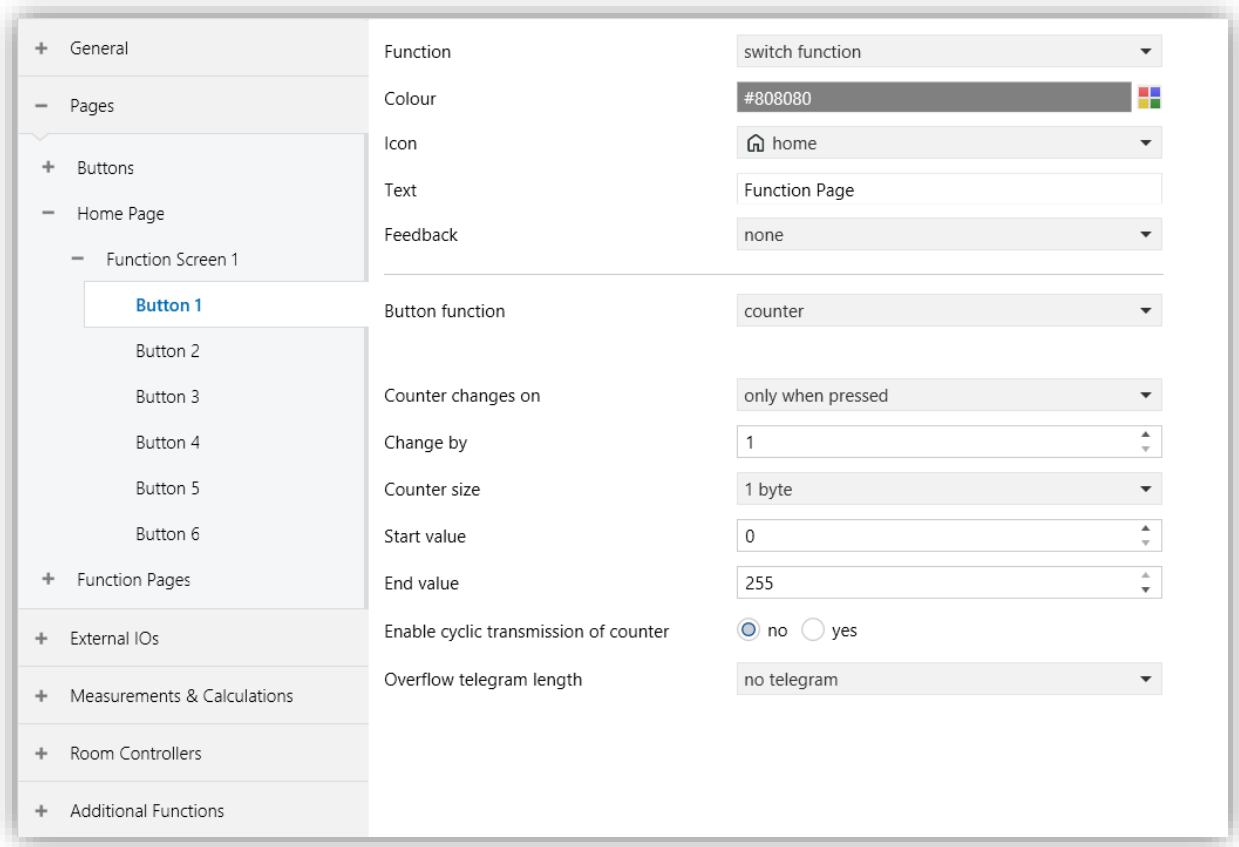 General
Pages
Buttons
Home Page
Function Screen 1
Button 1
Button 2
Button 3
Button 4
Button 5
Button 6
Function Pages
External IOs
Measurements & Calculations
Room Controllers
Additional Functions
Function switch function
Colour #808080
Icon home
Text Function Page
Feedback none
Button function counter
Counter changes on only when pressed
Change by 1
Counter size 1 byte
Start value 0
End value 255
Enable cyclic transmission of counter no yes
Overflow telegram length no telegram